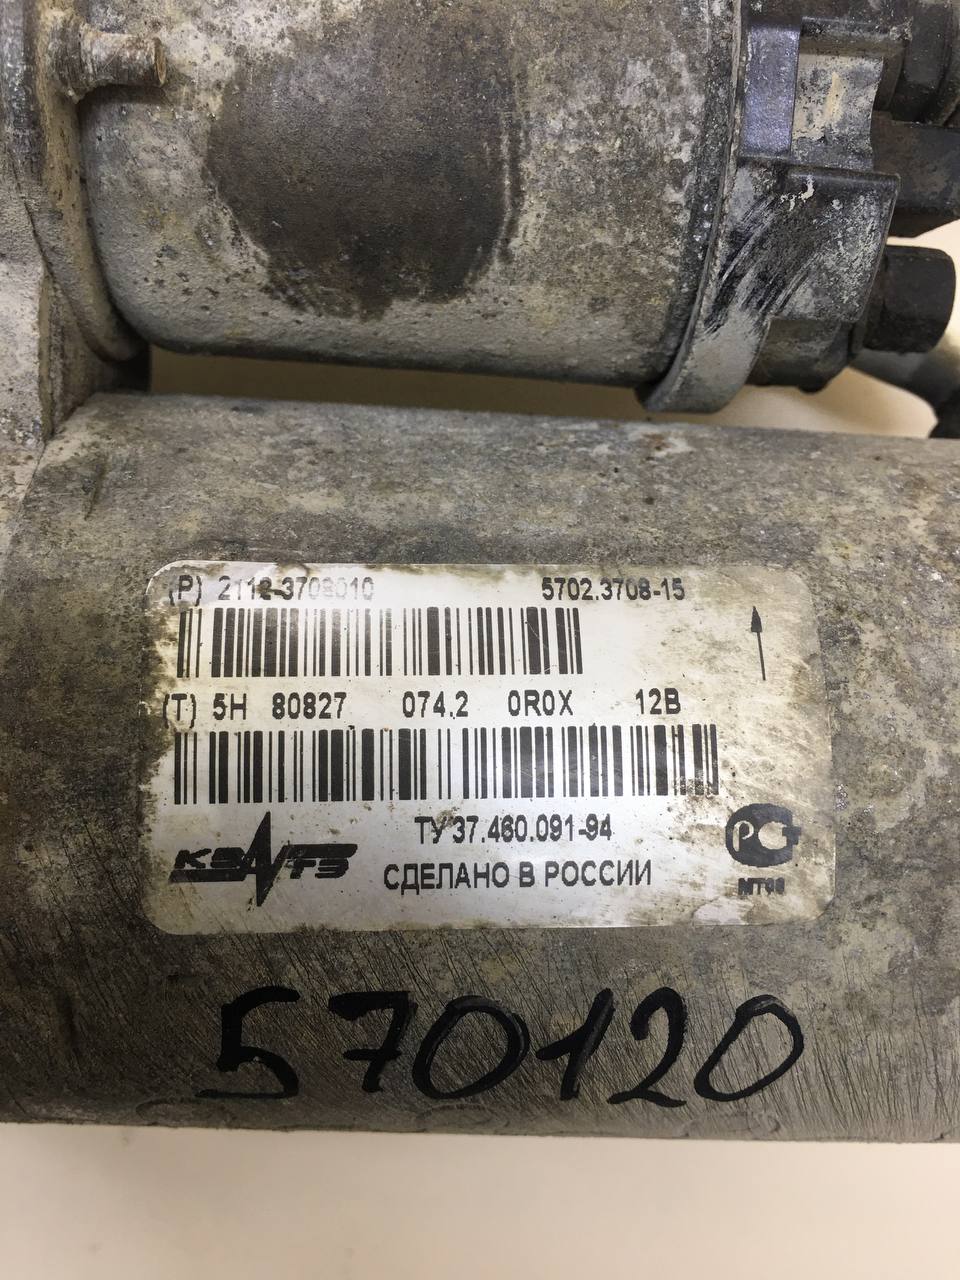 (P) 2112-3708010 5702.3708-15
(T) 5H 80827 074.2 0R0X 12B
ТУ 37.460.091-94
КЗАТЭ
СДЕЛАНО В РОССИИ
РС
570120